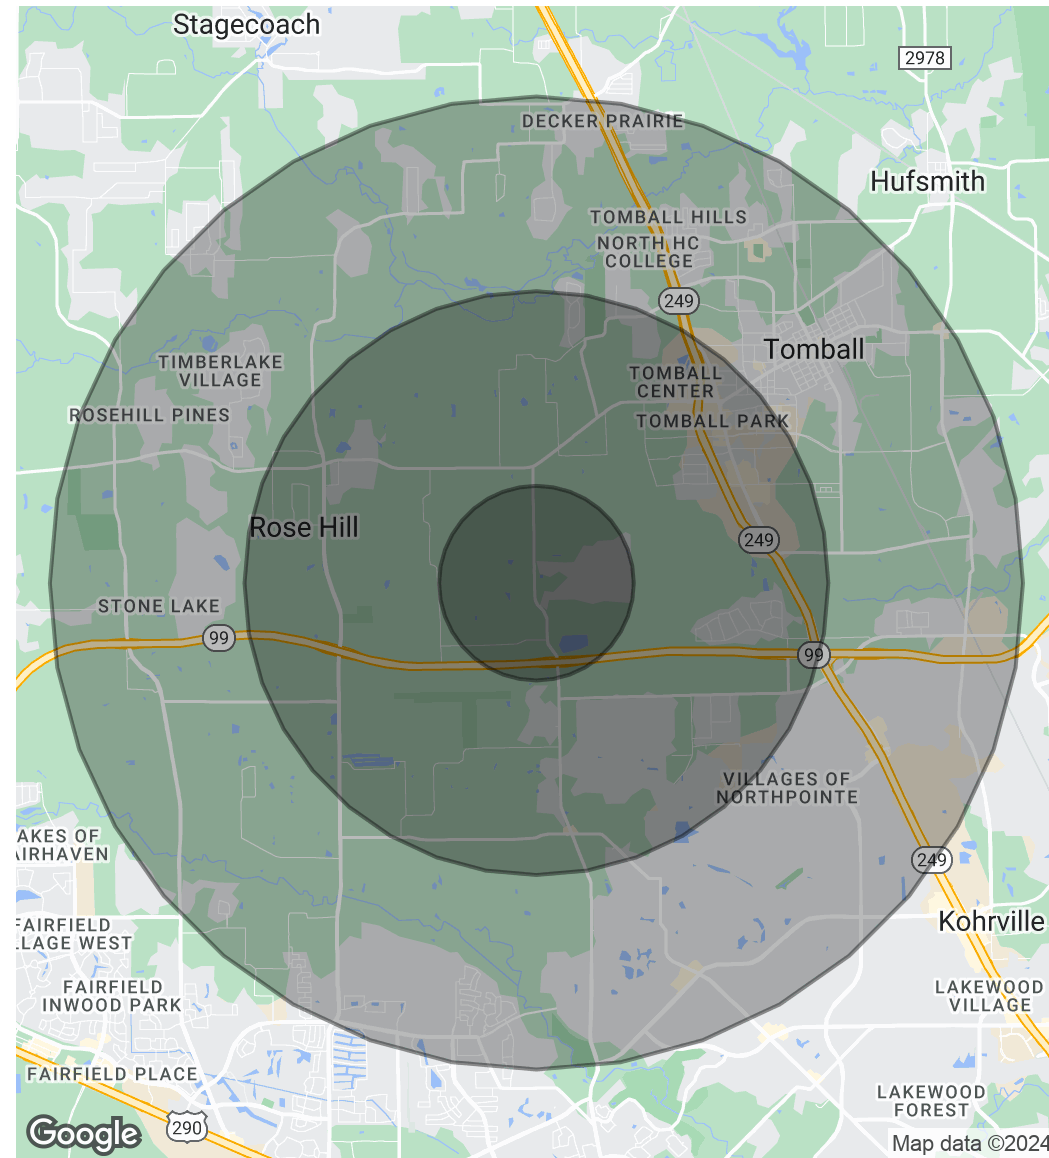 Stagecoach
2978
DECKER PRAIRIE
Hufsmith
TOMBALL HILLS
NORTH HC
COLLEGE
249
Tomball
TIMBERLAKE
VILLAGE
TOMBALL
CENTER
ROSEHILL PINES
TOMBALL PARK
Rose Hill
249
STONE LAKE
99
99
VILLAGES OF
NORTHPOINTE
AKES OF
AIRHAVEN
249
FAIRFIELD
LLAGE WEST
Kohrville
FAIRFIELD
INWOOD PARK
LAKEWOOD
VILLAGE
FAIRFIELD PLACE
LAKEWOOD
FOREST
290
Google
Map data ©2024